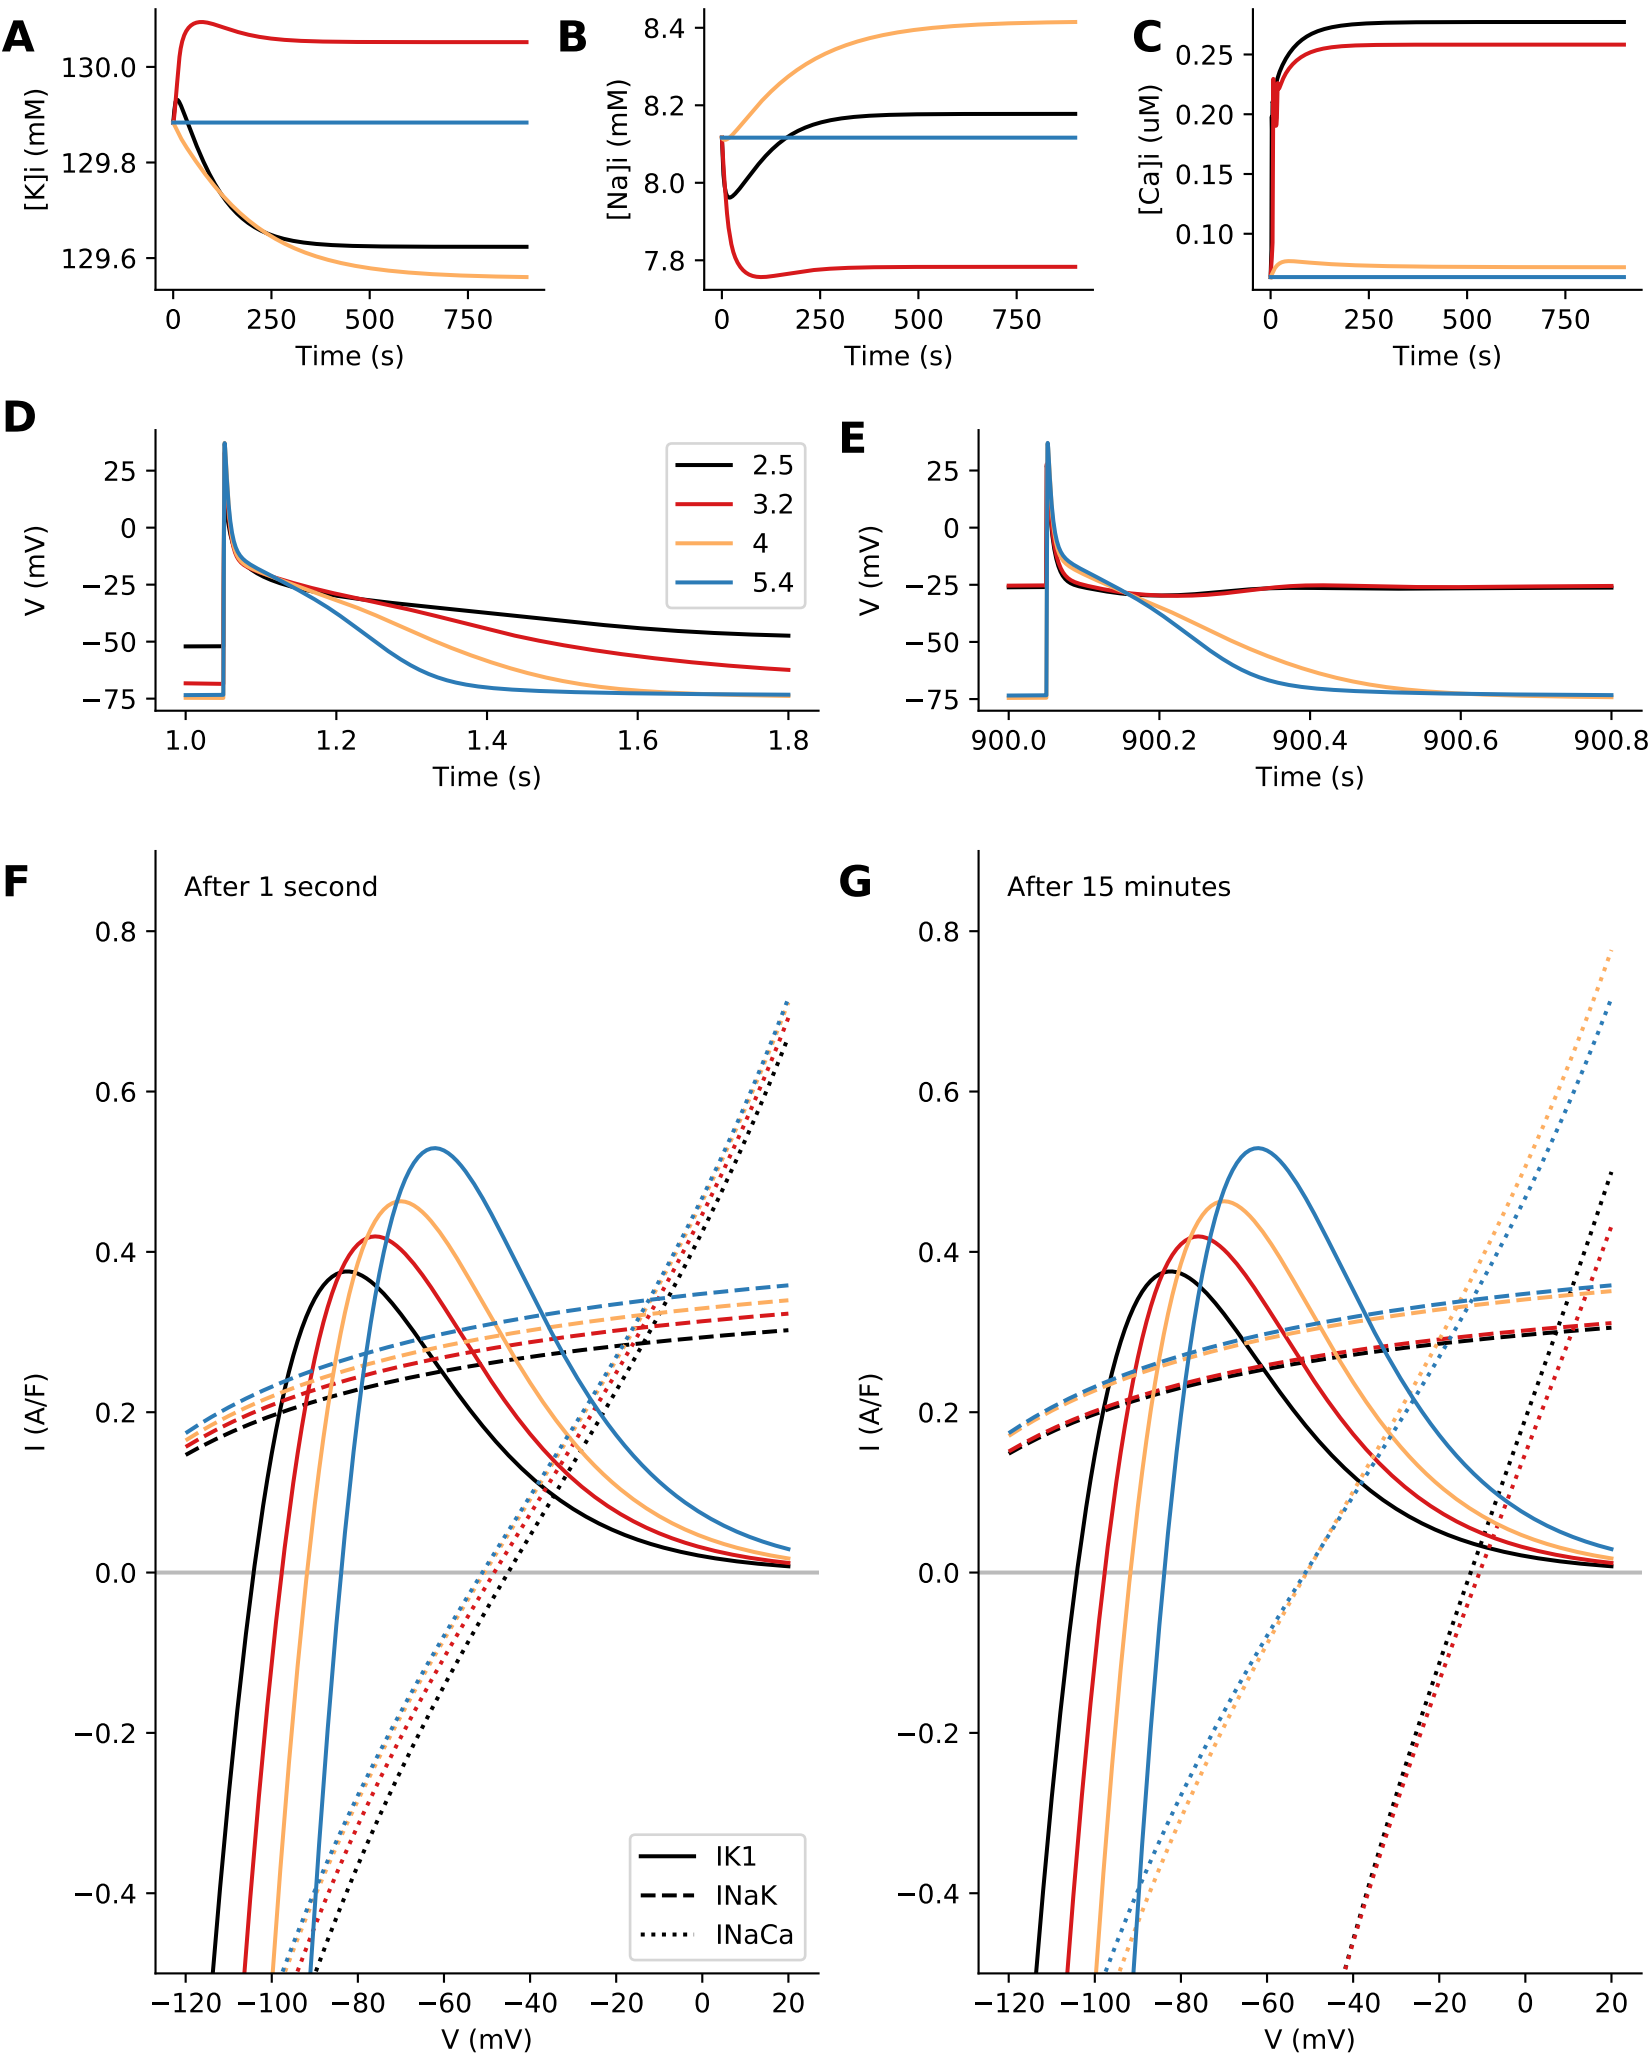 A
B
C
130.0
129.8
129.6
[K]i (mM)
0 250 500 750
Time (s)
8.4
8.2
8.0
7.8
[Na]i (mM)
0 250 500 750
Time (s)
0.25
0.20
0.15
0.10
[Ca]i (uM)
0 250 500 750
Time (s)
D
25
0
−25
−50
−75
V (mV)
2.5
3.2
4
5.4
1.0 1.2 1.4 1.6 1.8
Time (s)
E
25
0
−25
−50
−75
V (mV)
900.0 900.2 900.4 900.6 900.8
Time (s)
F
After 1 second
0.8
0.6
0.4
0.2
0.0
−0.2
−0.4
I (A/F)
IK1
INaK
INaCa
−120 −100 −80 −60 −40 −20 0 20
V (mV)
G
After 15 minutes
0.8
0.6
0.4
0.2
0.0
−0.2
−0.4
I (A/F)
−120 −100 −80 −60 −40 −20 0 20
V (mV)